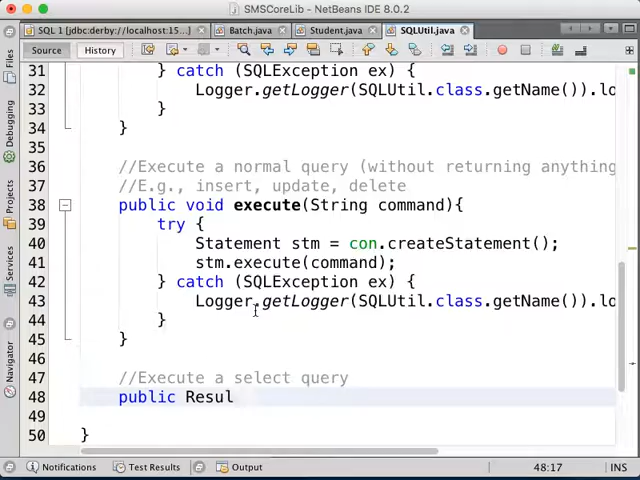 SMSCoreLib - NetBeans IDE 8.0.2
SQL 1 [jdbc:derby://localhost:15...
Batch.java
Student.java
SQLUtil.java
Source
History
Files
Debugging
Projects
Services
Navigator
31 } catch (SQLException ex) {
32 Logger.getLogger(SQLUtil.class.getName()).lo
33 }
34 }
35
36 //Execute a normal query (without returning anything
37 //E.g., insert, update, delete
38 public void execute(String command){
39 try {
40 Statement stm = con.createStatement();
41 stm.execute(command);
42 } catch (SQLException ex) {
43 Logger.getLogger(SQLUtil.class.getName()).lo
44 }
45 }
46
47 //Execute a select query
48 public Resul
49
50 }
Notifications
Test Results
Output
48:17
INS